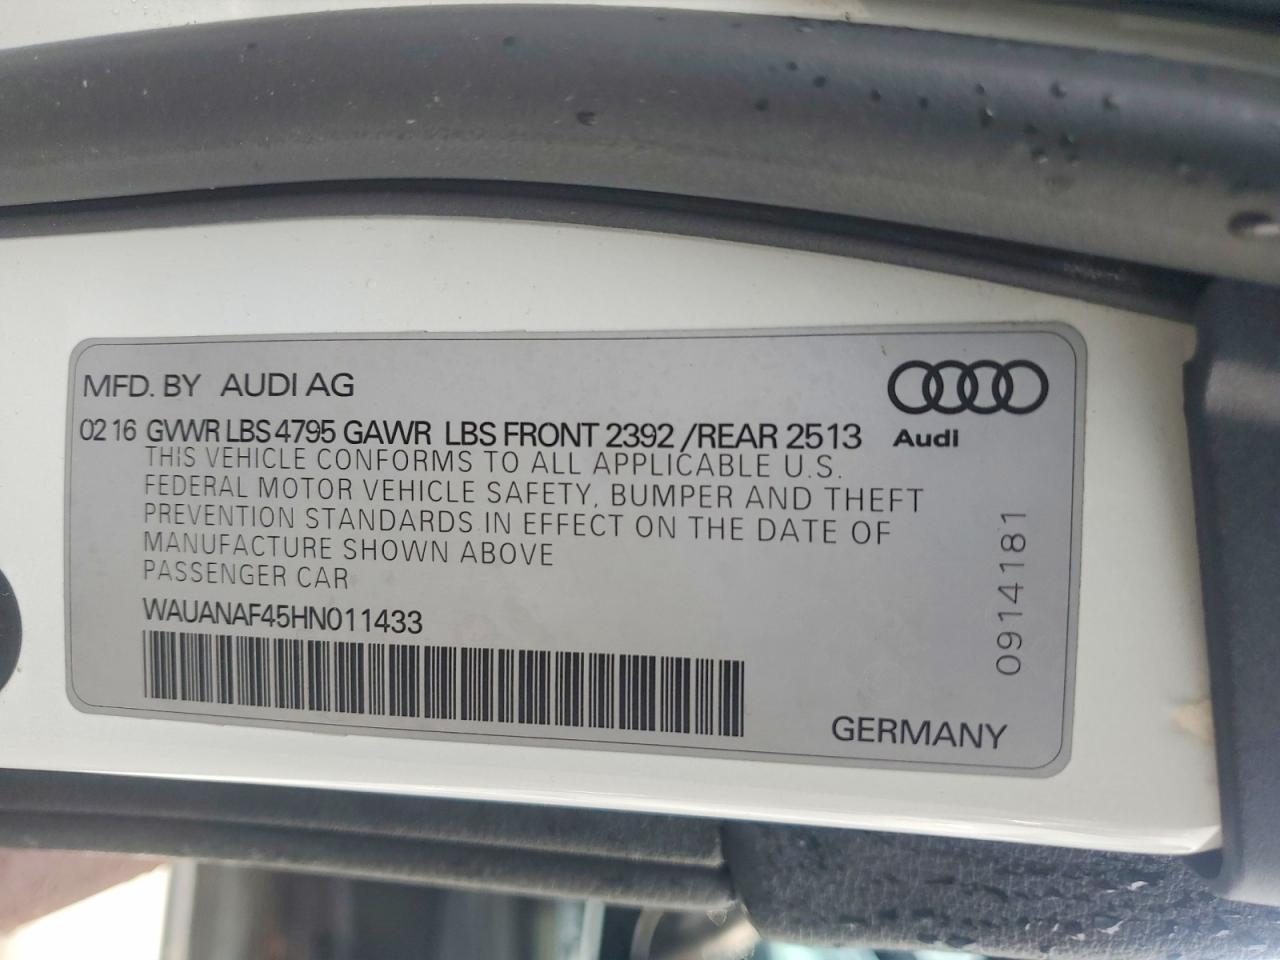 MFD. BY AUDI AG
02 16 GVWR LBS 4795 GAWR LBS FRONT 2392 /REAR 2513
Audi
THIS VEHICLE CONFORMS TO ALL APPLICABLE U.S.
FEDERAL MOTOR VEHICLE SAFETY, BUMPER AND THEFT
PREVENTION STANDARDS IN EFFECT ON THE DATE OF
MANUFACTURE SHOWN ABOVE
PASSENGER CAR
WAUANAF45HN011433
0914181
GERMANY